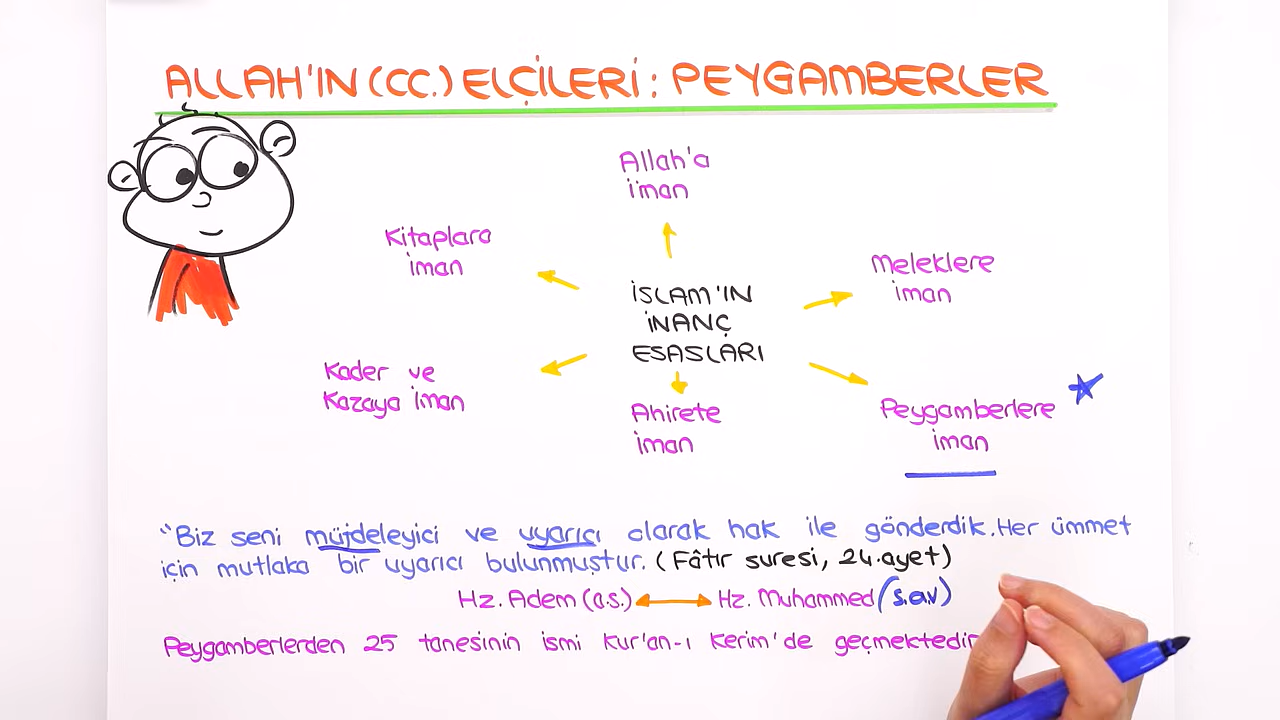 ALLAH'IN (CC.) ELÇİLERİ : PEYGAMBERLER
Allah'a
iman
Kitaplara
iman
Meleklere
iman
İSLAM'IN
İNANÇ
ESASLARI
Kader ve
Kazaya iman
Ahirete
iman
Peygamberlere
iman
"Biz seni müjdeleyici ve uyarıcı olarak hak ile gönderdik. Her ümmet
için mutlaka bir uyarıcı bulunmuştur. (Fâtır suresi, 24. ayet)
Hz. Adem (a.s.) Hz. Muhammed (s.a.v)
Peygamberlerden 25 tanesinin ismi Kur'an-ı Kerim'de geçmektedir